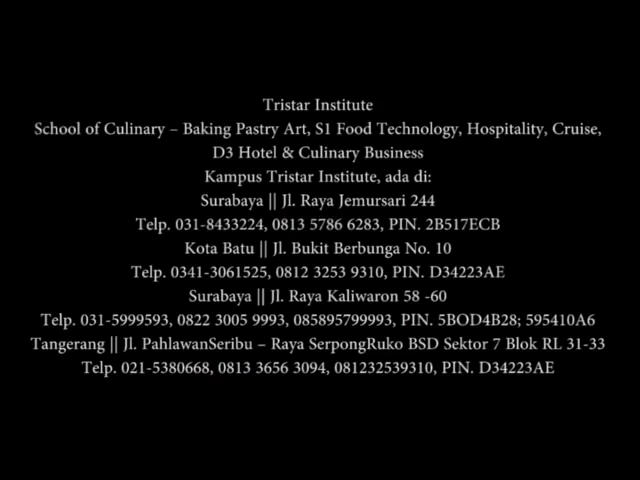 Tristar Institute
School of Culinary – Baking Pastry Art, S1 Food Technology, Hospitality, Cruise,
D3 Hotel & Culinary Business
Kampus Tristar Institute, ada di:
Surabaya || Jl. Raya Jemursari 244
Telp. 031-8433224, 0813 5786 6283, PIN. 2B517ECB
Kota Batu || Jl. Bukit Berbunga No. 10
Telp. 0341-3061525, 0812 3253 9310, PIN. D34223AE
Surabaya || Jl. Raya Kaliwaron 58 -60
Telp. 031-5999593, 0822 3005 9993, 085895799993, PIN. 5BOD4B28; 595410A6
Tangerang || Jl. PahlawanSeribu – Raya SerpongRuko BSD Sektor 7 Blok RL 31-33
Telp. 021-5380668, 0813 3656 3094, 081232539310, PIN. D34223AE